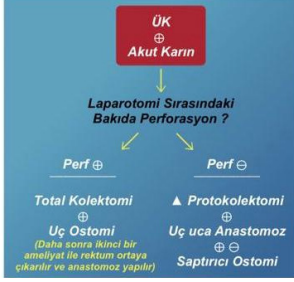 ÜK
⊕
Akut Karın
Laparotomi Sırasındaki
Bakıda Perforasyon ?
Perf ⊕
Total Kolektomi
⊕
Uç Ostomi
(Daha sonra ikinci bir
ameliyat ile rektum ortaya
çıkarılır ve anastomoz yapılır)
Perf ⊖
▲ Protokolektomi
⊕
Uç uca Anastomoz
⊕ ⊖
Saptırıcı Ostomi